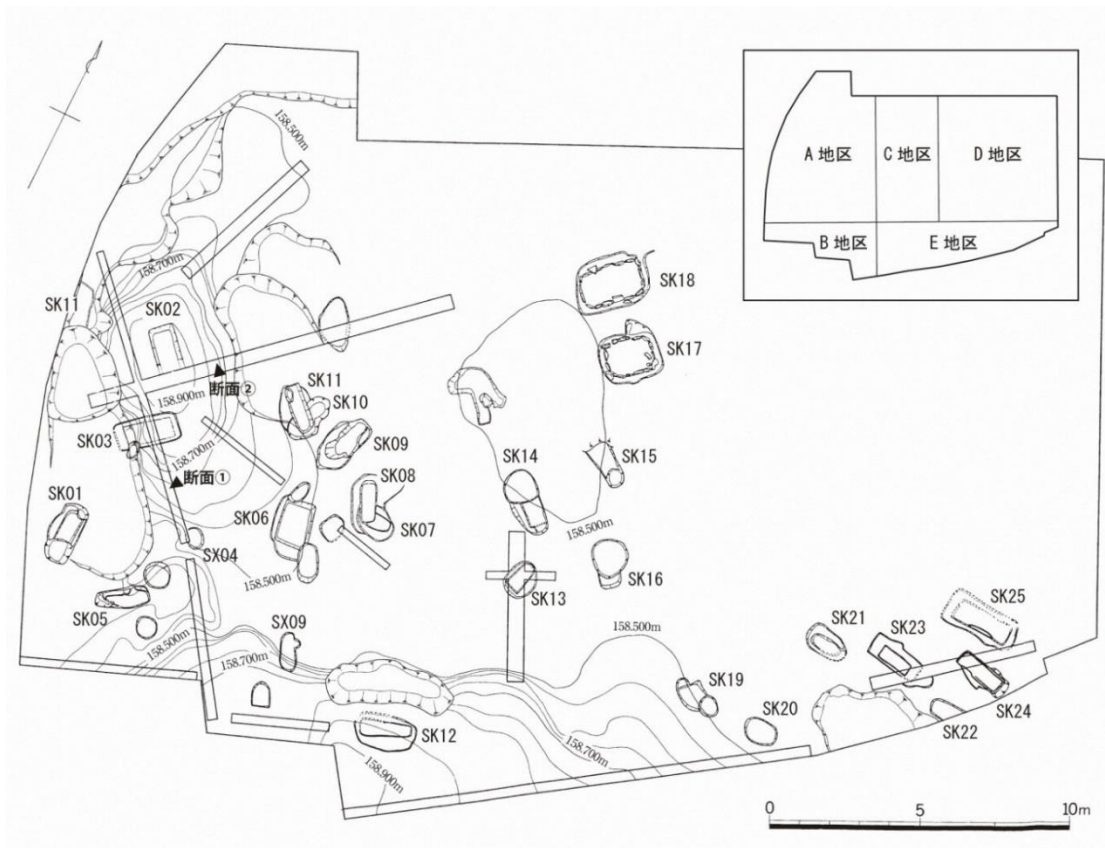 158.500m
A 地区
C 地区
D 地区
B 地区
E 地区
158.700m
SK18
SK11
SK02
SK17
断面②
158.900m
SK11
SK10
SK03
SK09
158.700m
SK14
SK15
断面①
SK08
SK01
SK06
SK07
158.500m
SX04
158.500m
SK16
SK13
SK05
SK25
SX09
158.500m
SK21
SK23
158.500m
158.700m
SK19
SK20
SK24
SK12
SK22
158.700m
158.900m
0
5
10m